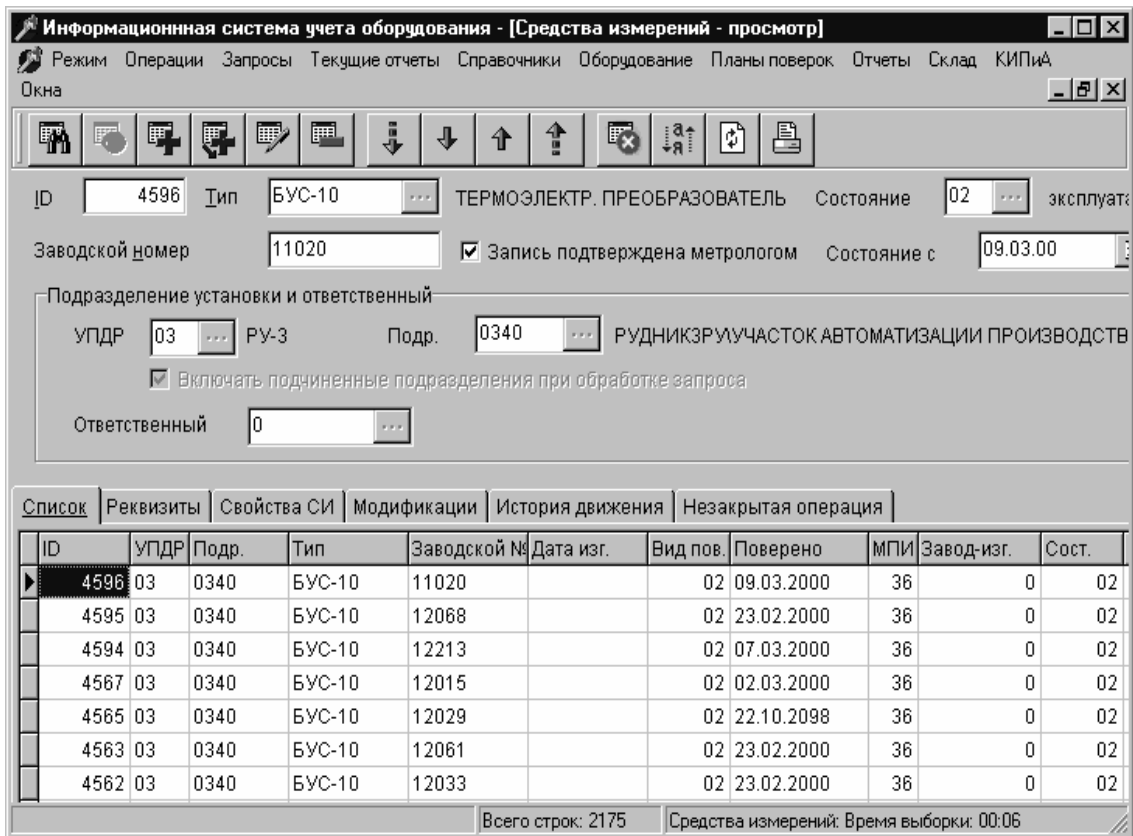 Информационнная система учета оборудования - [Средства измерений - просмотр]
Режим Операции Запросы Текущие отчеты Справочники Оборудование Планы поверок Отчеты Склад КИПиА
Окна
ID 4596 Тип БУС-10 ... ТЕРМОЭЛЕКТР. ПРЕОБРАЗОВАТЕЛЬ Состояние 02 ... эксплуата
Заводской номер 11020 Запись подтверждена метрологом Состояние с 09.03.00
Подразделение установки и ответственный
УПДР 03 ... РУ-3 Подр. 0340 ... РУДНИК3РУ\УЧАСТОК АВТОМАТИЗАЦИИ ПРОИЗВОДСТВ
Включать подчиненные подразделения при обработке запроса
Ответственный 0 ...
Список Реквизиты Свойства СИ Модификации История движения Незакрытая операция
ID УПДР Подр. Тип Заводской № Дата изг. Вид пов. Поверено МПИ Завод-изг. Сост.
4596 03 0340 БУС-10 11020 02 09.03.2000 36 0 02
4595 03 0340 БУС-10 12068 02 23.02.2000 36 0 02
4594 03 0340 БУС-10 12213 02 07.03.2000 36 0 02
4567 03 0340 БУС-10 12015 02 02.03.2000 36 0 02
4565 03 0340 БУС-10 12029 02 22.10.2098 36 0 02
4563 03 0340 БУС-10 12061 02 23.02.2000 36 0 02
4562 03 0340 БУС-10 12033 02 23.02.2000 36 0 02
Всего строк: 2175 Средства измерений: Время выборки: 00:06